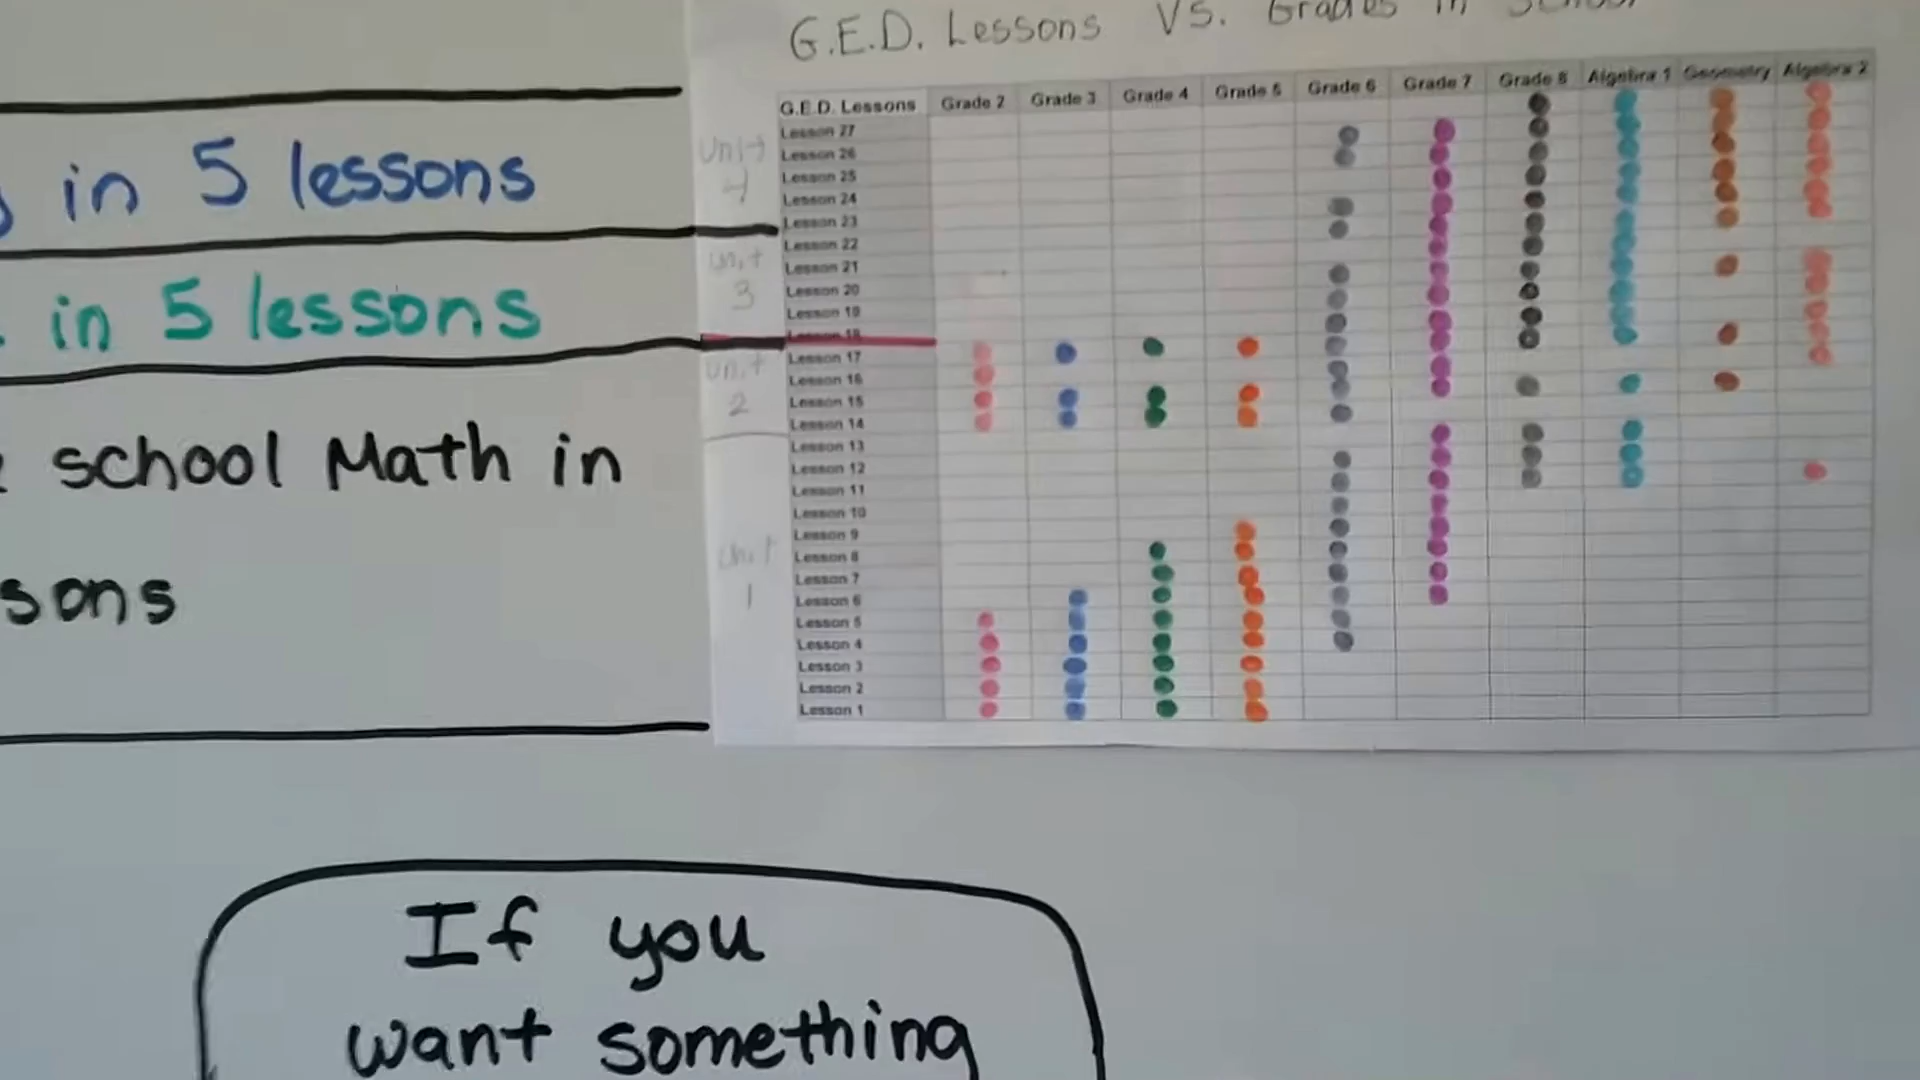 G.E.D. Lessons VS. Grades in School
G.E.D. Lessons Grade 2 Grade 3 Grade 4 Grade 5 Grade 6 Grade 7 Grade 8 Algebra 1 Geometry Algebra 2
Lesson 27
Lesson 26
Lesson 25
Lesson 24
Lesson 23
Lesson 22
Lesson 21
Lesson 20
Lesson 19
Lesson 18
Lesson 17
Lesson 16
Lesson 15
Lesson 14
Lesson 13
Lesson 12
Lesson 11
Lesson 10
Lesson 9
Lesson 8
Lesson 7
Lesson 6
Lesson 5
Lesson 4
Lesson 3
Lesson 2
Lesson 1
Unit
4
Unit
3
Unit
2
Unit
1
in 5 lessons
in 5 lessons
school Math in
sons
If you
want something